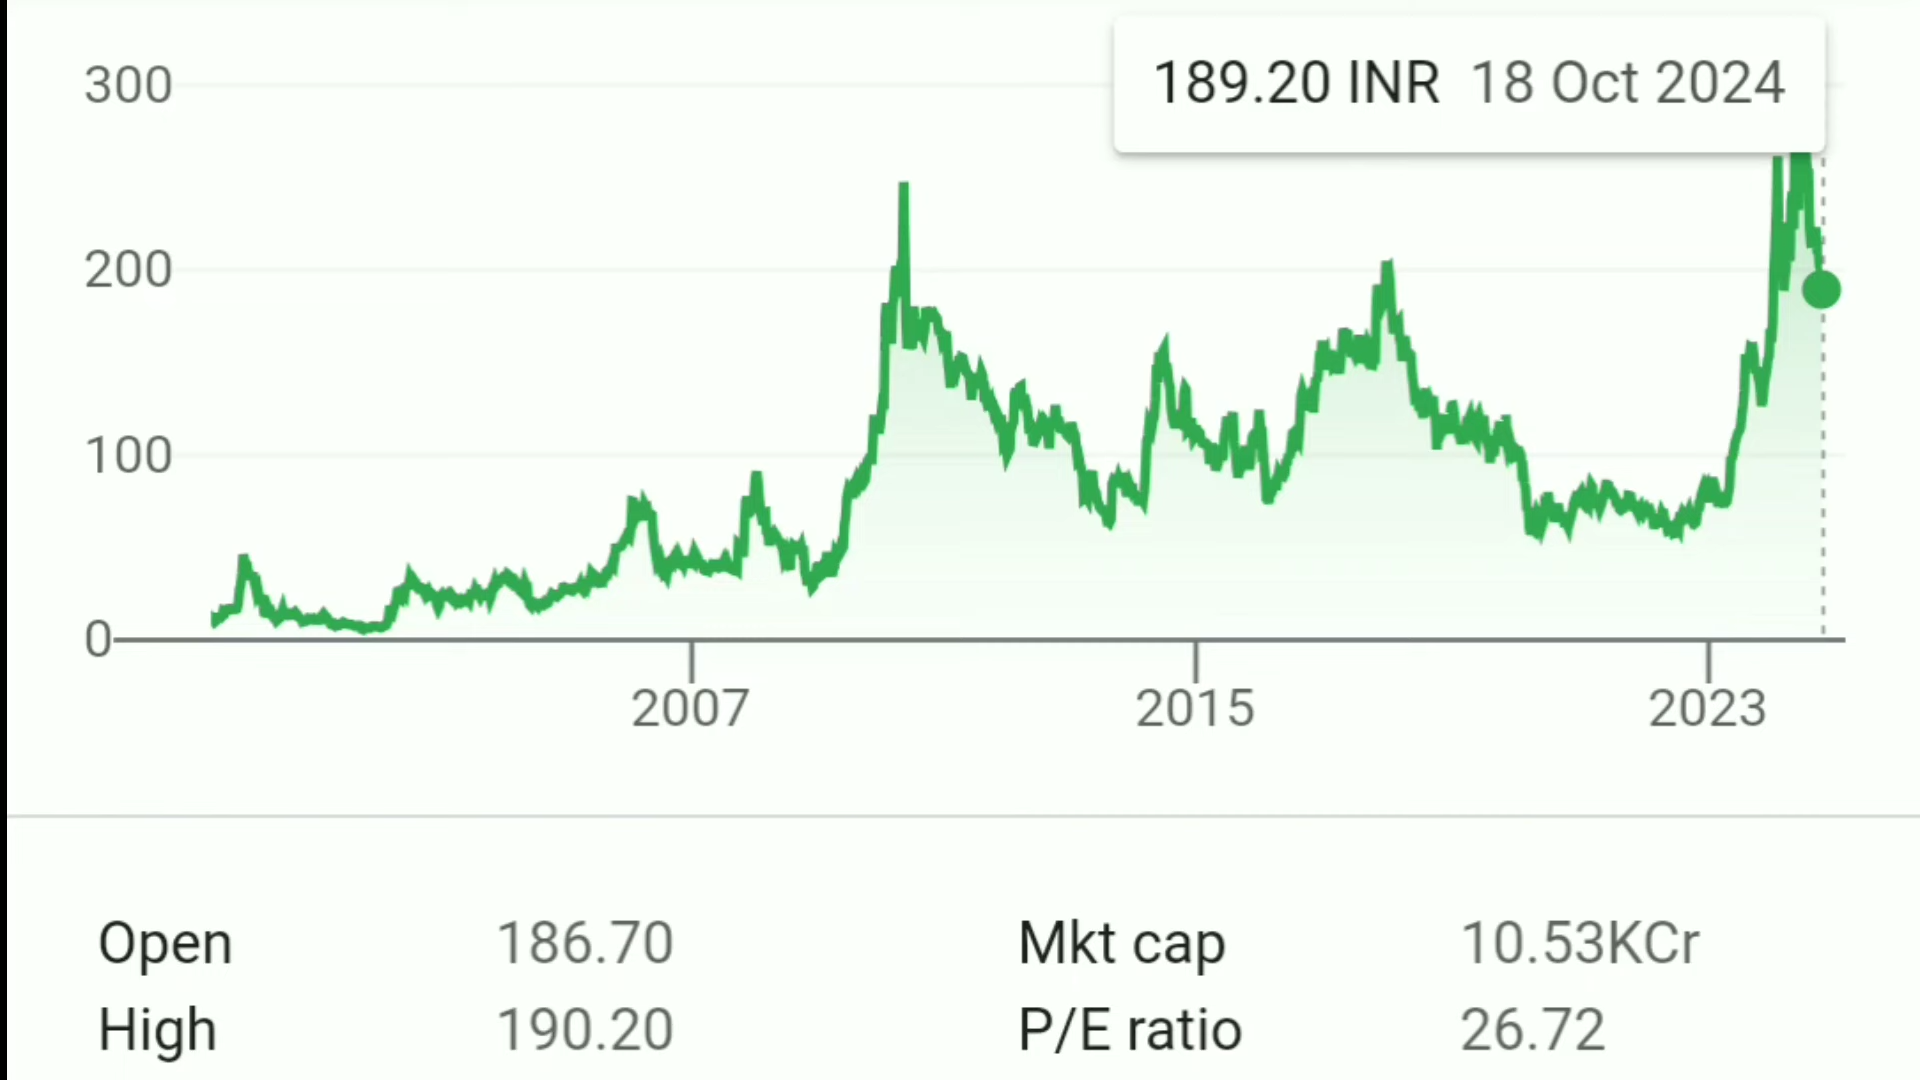 189.20 INR 18 Oct 2024
300
200
100
0
2007 2015 2023
Open 186.70 Mkt cap 10.53KCr
High 190.20 P/E ratio 26.72